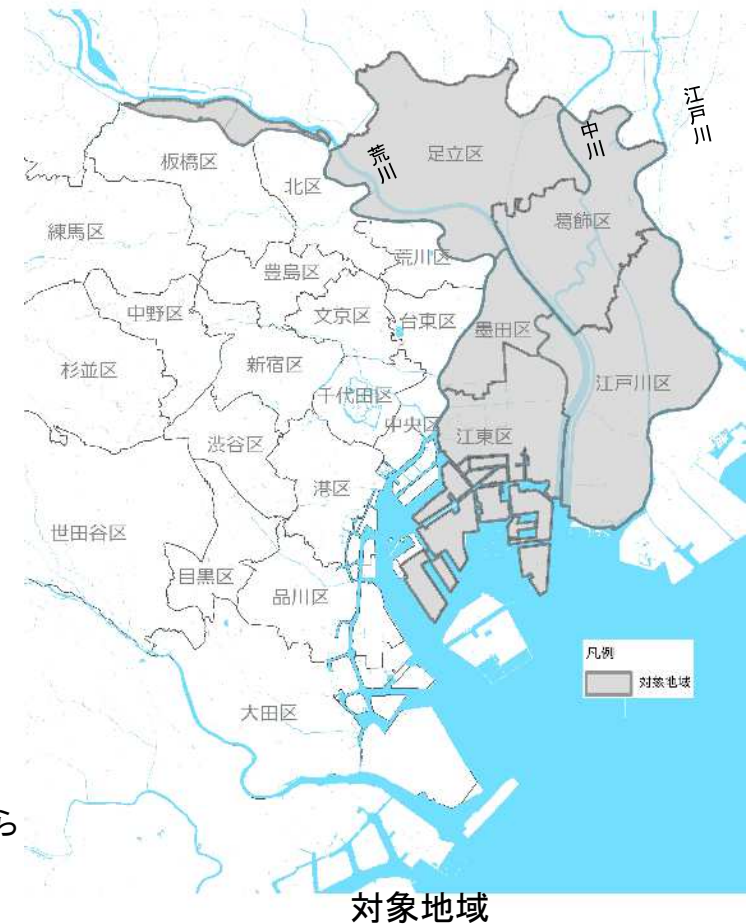 江戸川
中川
荒川
足立区
板橋区
北区
葛飾区
練馬区
荒川区
豊島区
中野区
文京区
台東区
墨田区
杉並区
新宿区
千代田区
江戸川区
中央区
江東区
渋谷区
港区
世田谷区
目黒区
品川区
凡例
対象地域
大田区
ら
対象地域